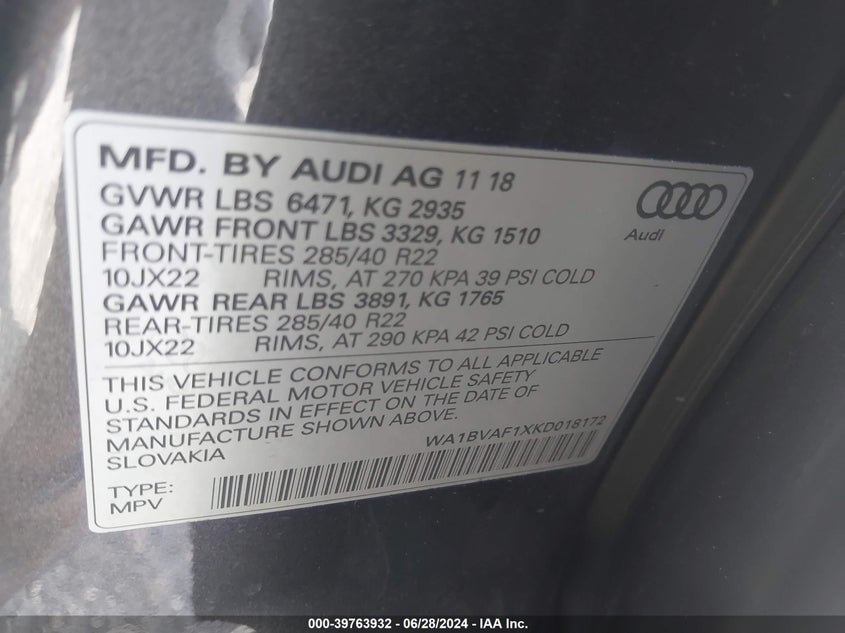 MFD. BY AUDI AG 11 18
GVWR LBS 6471, KG 2935
GAWR FRONT LBS 3329, KG 1510
FRONT-TIRES 285/40 R22
10JX22 RIMS, AT 270 KPA 39 PSI COLD
GAWR REAR LBS 3891, KG 1765
REAR-TIRES 285/40 R22
10JX22 RIMS, AT 290 KPA 42 PSI COLD
Audi
THIS VEHICLE CONFORMS TO ALL APPLICABLE
U.S. FEDERAL MOTOR VEHICLE SAFETY
STANDARDS IN EFFECT ON THE DATE OF
MANUFACTURE SHOWN ABOVE.
SLOVAKIA
WA1BVAF1XKD018172
TYPE:
MPV
000-39763932 - 06/28/2024 - IAA Inc.